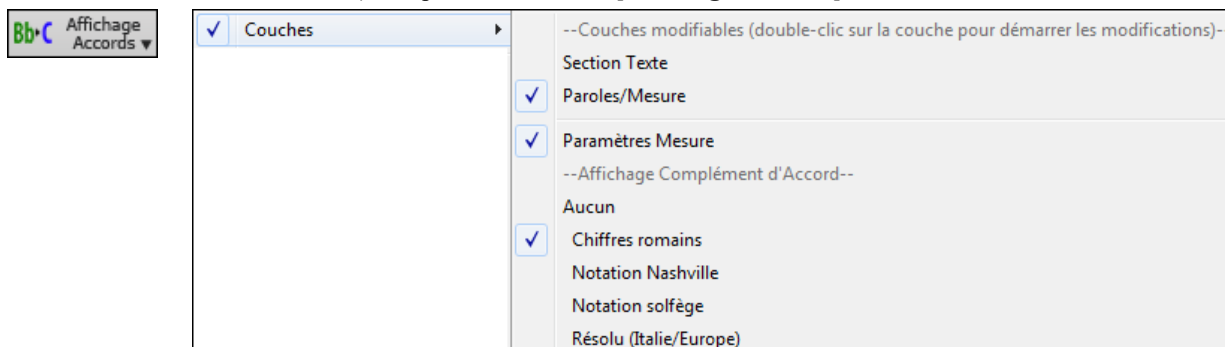 Bb▸C Affichage
Accords ▼
Couches
--Couches modifiables (double-clic sur la couche pour démarrer les modifications)-
Section Texte
Paroles/Mesure
Paramètres Mesure
--Affichage Complément d'Accord--
Aucun
Chiffres romains
Notation Nashville
Notation solfège
Résolu (Italie/Europe)